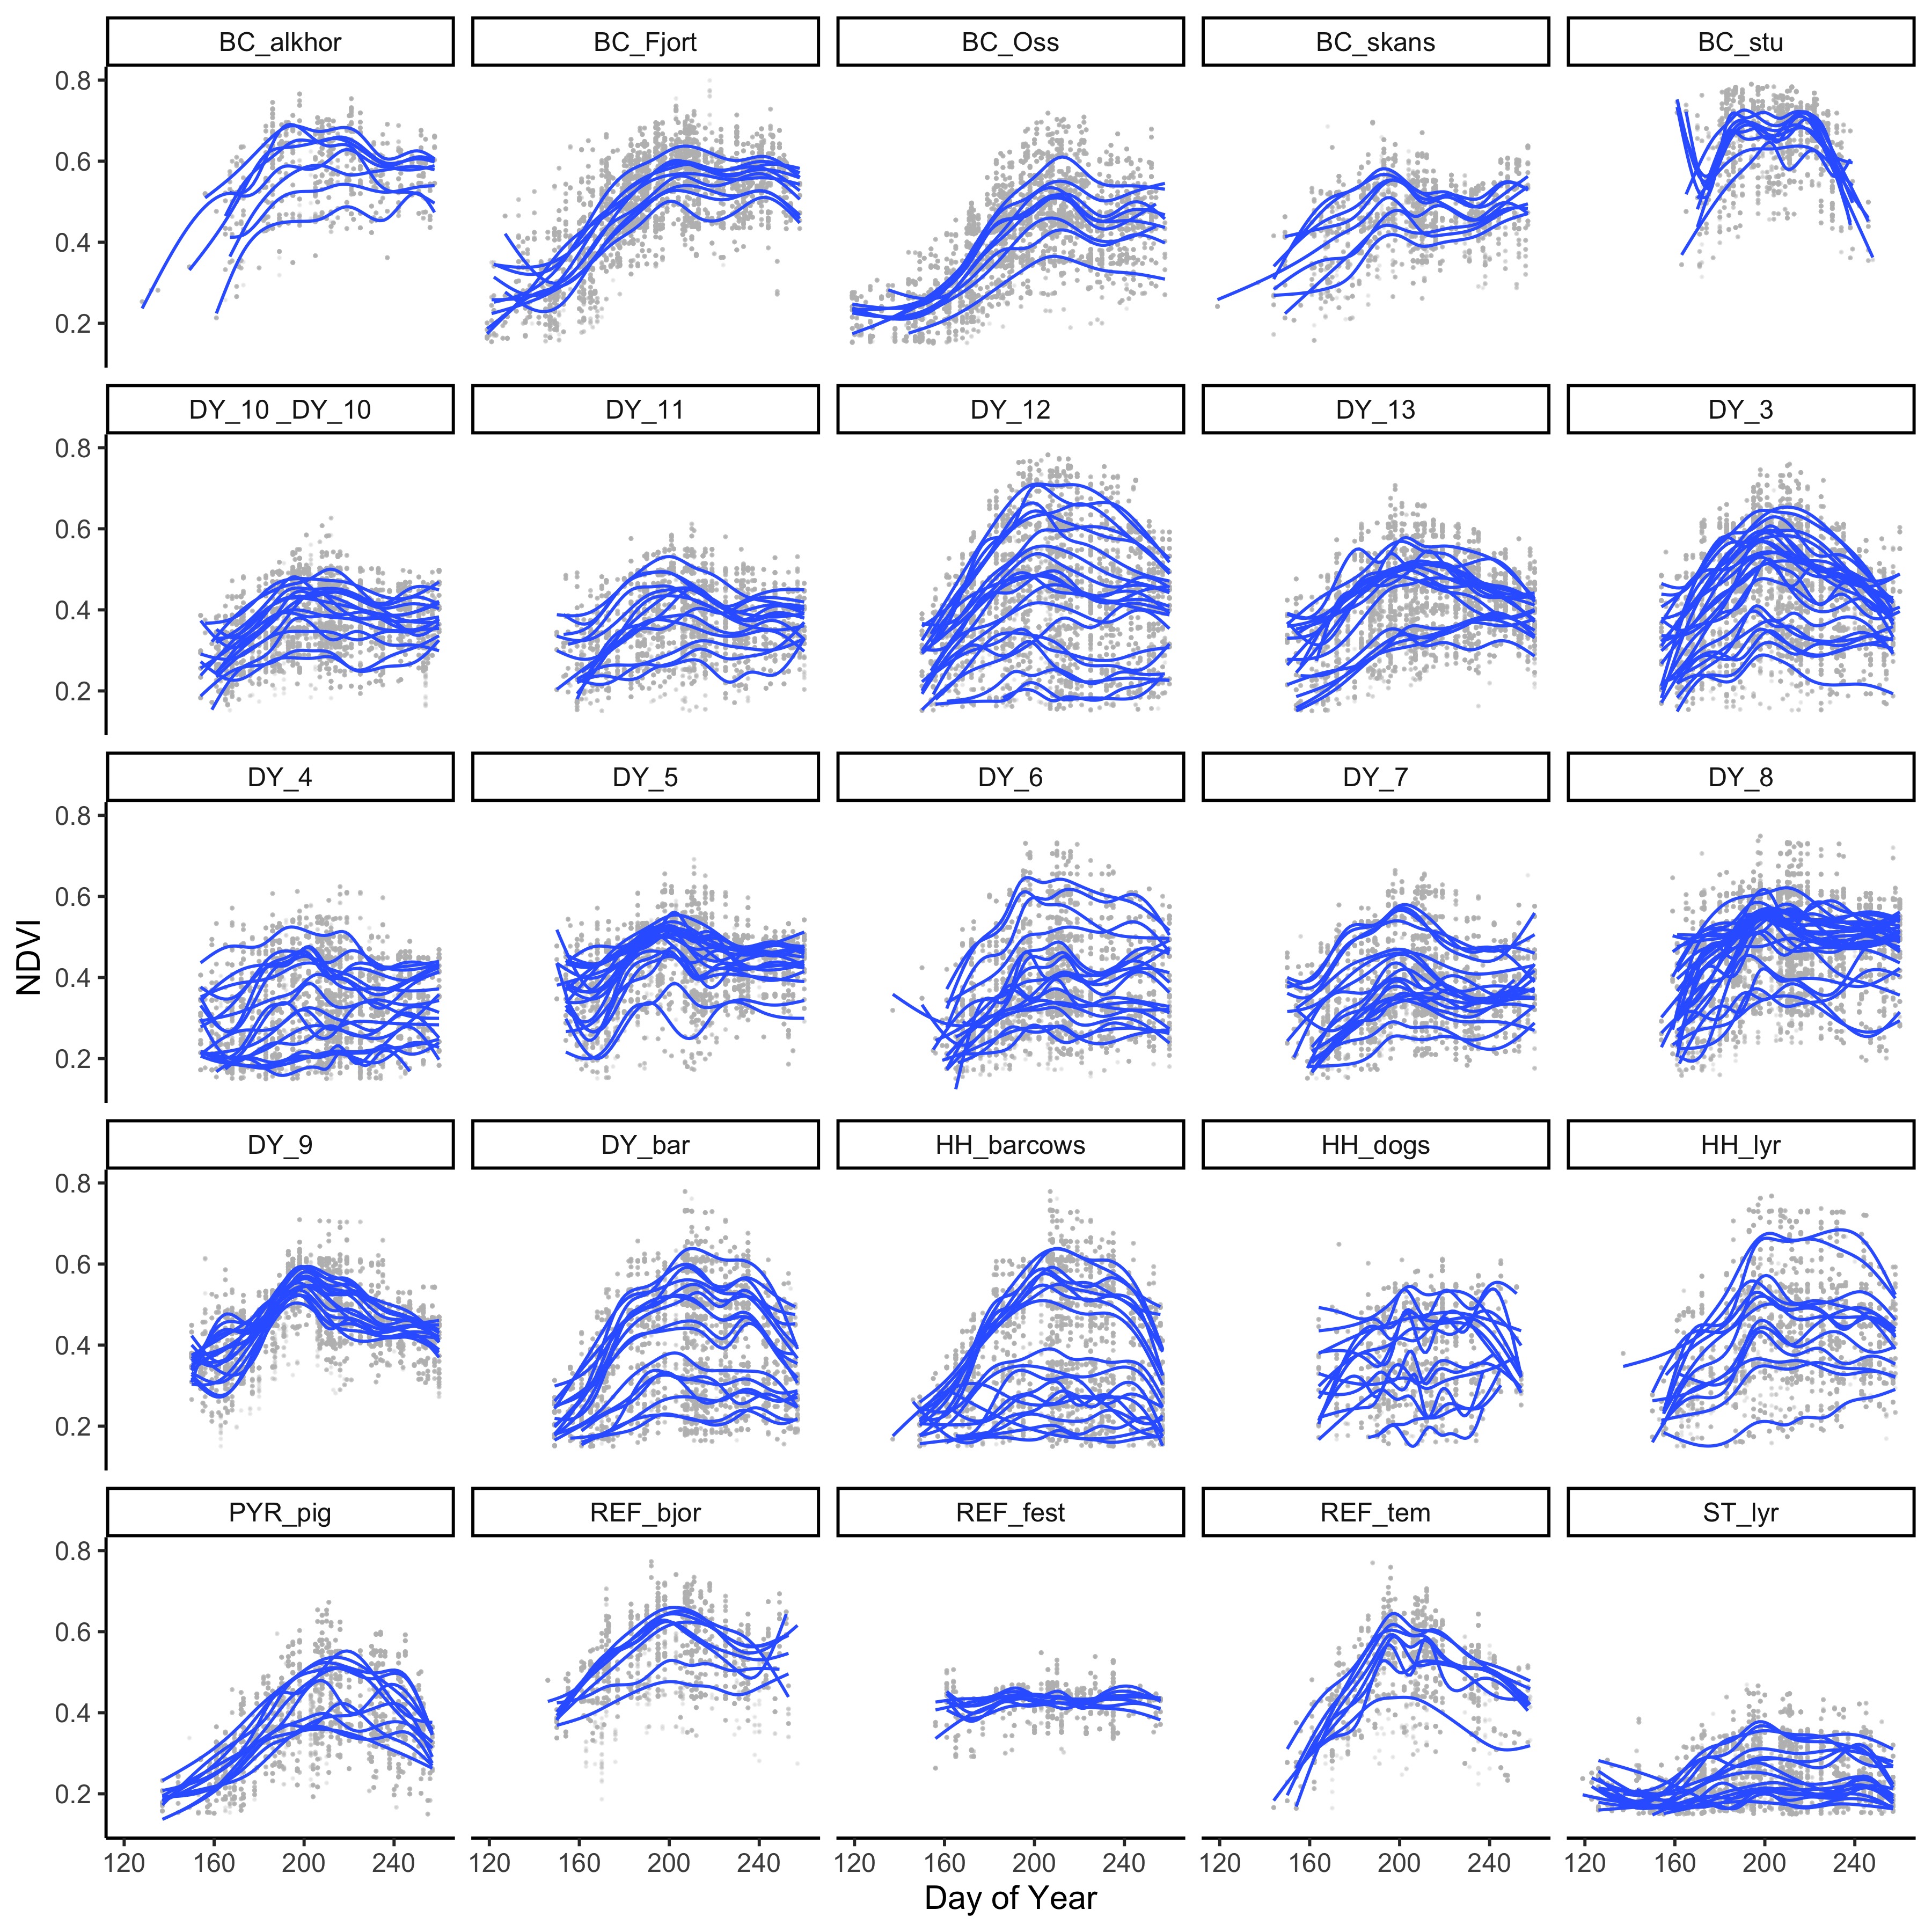 BC_alkhor BC_Fjort BC_Oss BC_skans BC_stu
0.8
0.6
0.4
0.2
DY_10 _DY_10 DY_11 DY_12 DY_13 DY_3
0.8
0.6
0.4
0.2
DY_4 DY_5 DY_6 DY_7 DY_8
0.8
0.6
0.4
0.2
NDVI
DY_9 DY_bar HH_barcows HH_dogs HH_lyr
0.8
0.6
0.4
0.2
PYR_pig REF_bjor REF_fest REF_tem ST_lyr
0.8
0.6
0.4
0.2
120 160 200 240 120 160 200 240 120 160 200 240 120 160 200 240 120 160 200 240
Day of Year